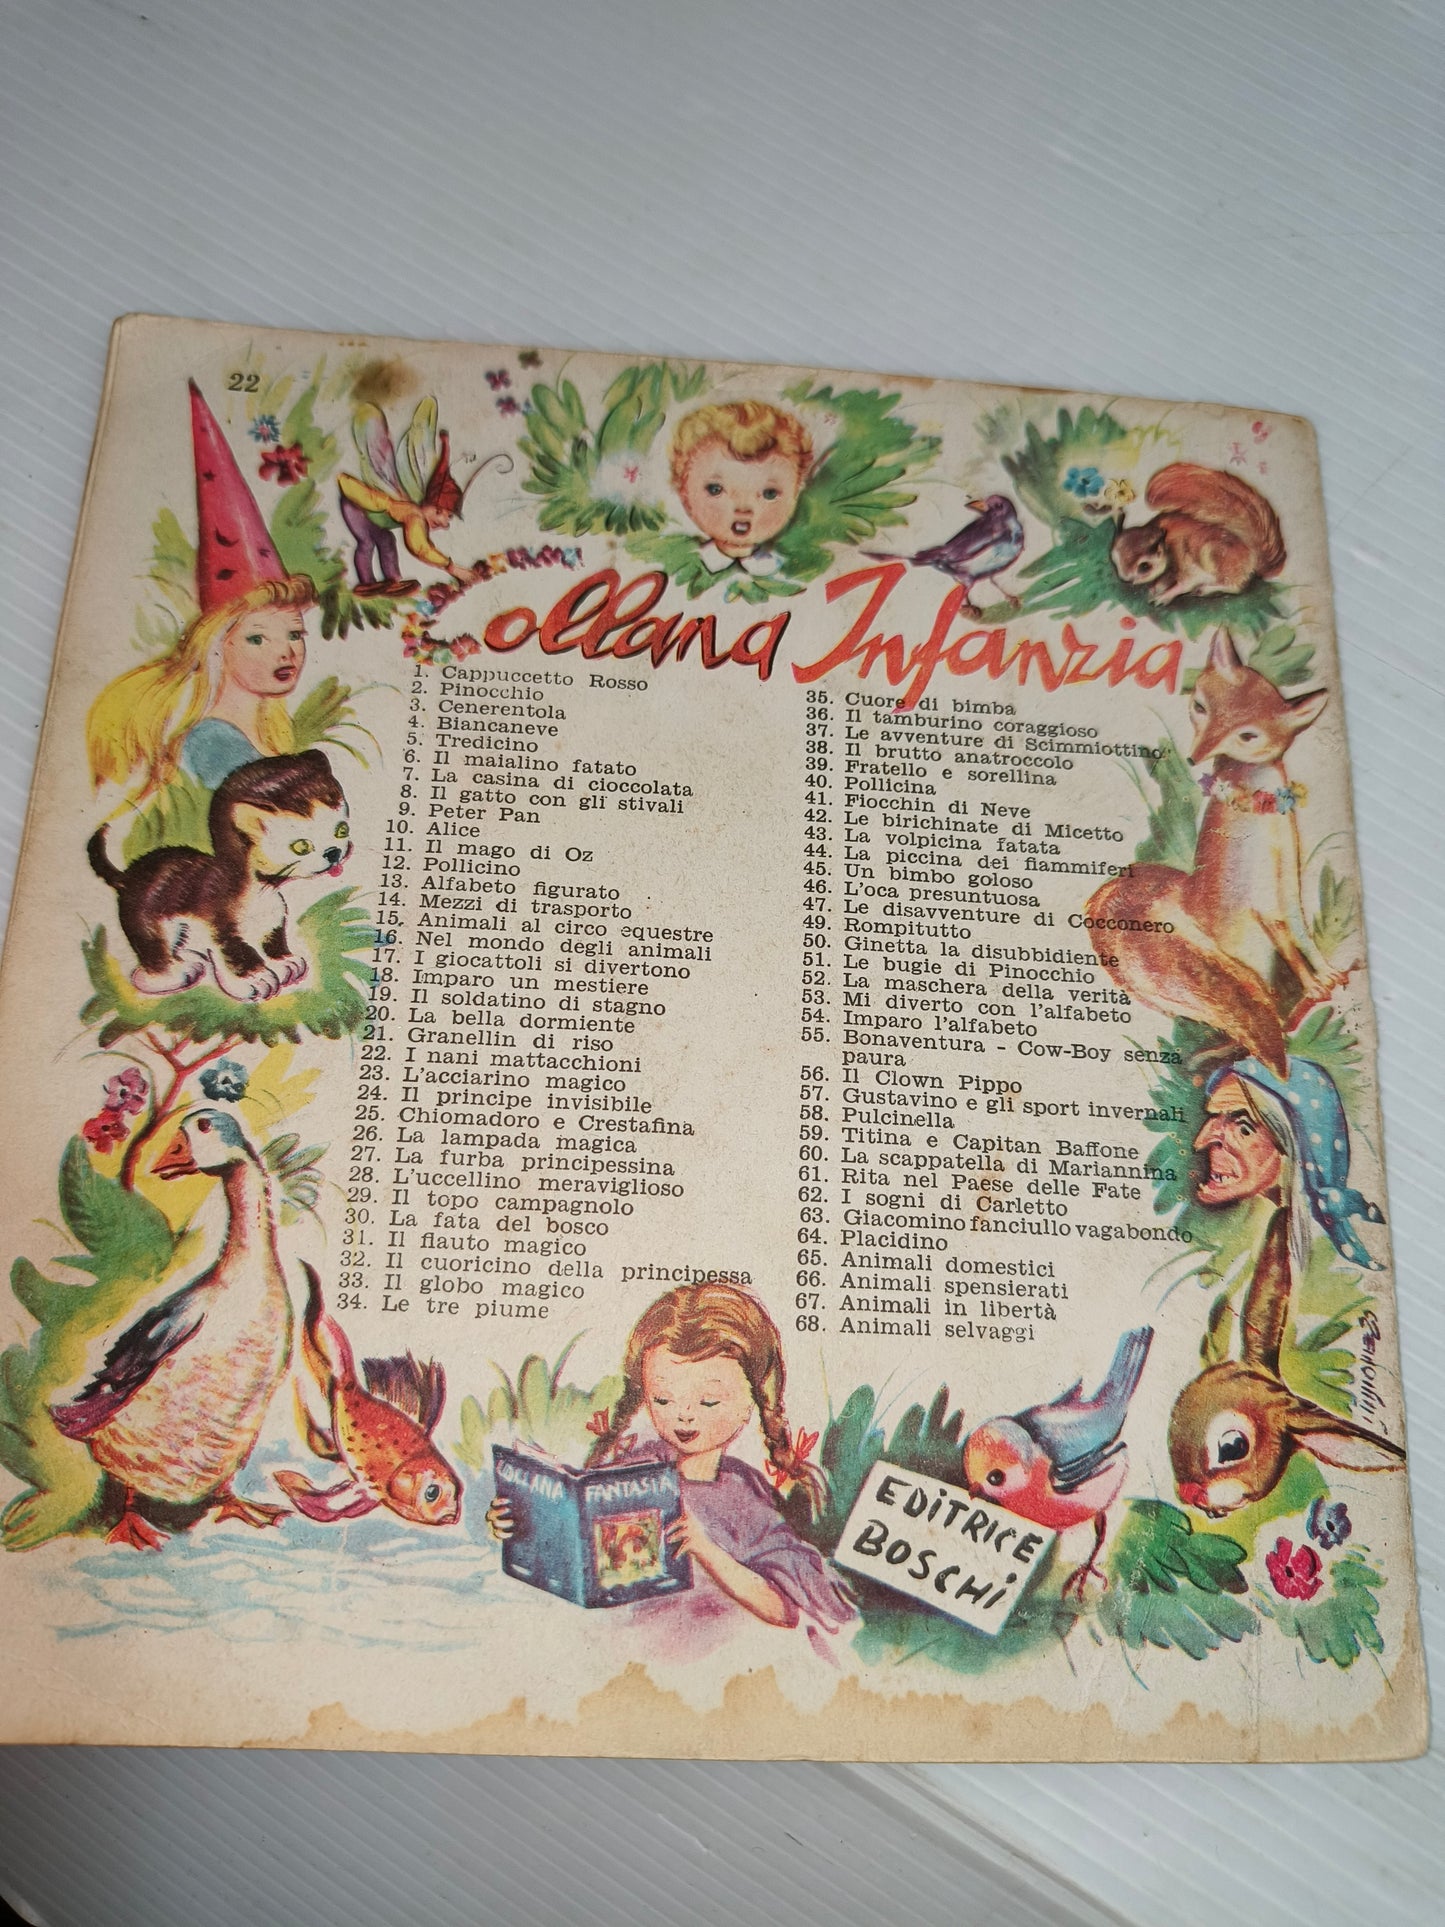 22
Collana Infanzia
1. Cappuccetto Rosso
2. Pinocchio
3. Cenerentola
4. Biancaneve
5. Tredicino
6. Il maialino fatato
7. La casina di cioccolata
8. Il gatto con gli stivali
9. Peter Pan
10. Alice
11. Il mago di Oz
12. Pollicino
13. Alfabeto figurato
14. Mezzi di trasporto
15. Animali al circo equestre
16. Nel mondo degli animali
17. I giocattoli si divertono
18. Imparo un mestiere
19. Il soldatino di stagno
20. La bella dormiente
21. Granellin di riso
22. I nani mattacchioni
23. L'acciarino magico
24. Il principe invisibile
25. Chiomadoro e Crestafina
26. La lampada magica
27. La furba principessina
28. L'uccellino meraviglioso
29. Il topo campagnolo
30. La fata del bosco
31. Il flauto magico
32. Il cuoricino della principessa
33. Il globo magico
34. Le tre piume
35. Cuore di bimba
36. Il tamburino coraggioso
37. Le avventure di Scimmiottino
38. Il brutto anatroccolo
39. Fratello e sorellina
40. Pollicina
41. Fiocchin di Neve
42. Le birichinate di Micetto
43. La volpicina fatata
44. La piccina dei fiammiferi
45. Un bimbo goloso
46. L'oca presuntuosa
47. Le disavventure di Cocconero
49. Rompitutto
50. Ginetta la disubbidiente
51. Le bugie di Pinocchio
52. La maschera della verità
53. Mi diverto con l'alfabeto
54. Imparo l'alfabeto
55. Bonaventura - Cow-Boy senza
paura
56. Il Clown Pippo
57. Gustavino e gli sport invernali
58. Pulcinella
59. Titina e Capitan Baffone
60. La scappatella di Mariannina
61. Rita nel Paese delle Fate
62. I sogni di Carletto
63. Giacomino fanciullo vagabondo
64. Placidino
65. Animali domestici
66. Animali spensierati
67. Animali in libertà
68. Animali selvaggi
COLLANA FANTASIA
EDITRICE
BOSCHI